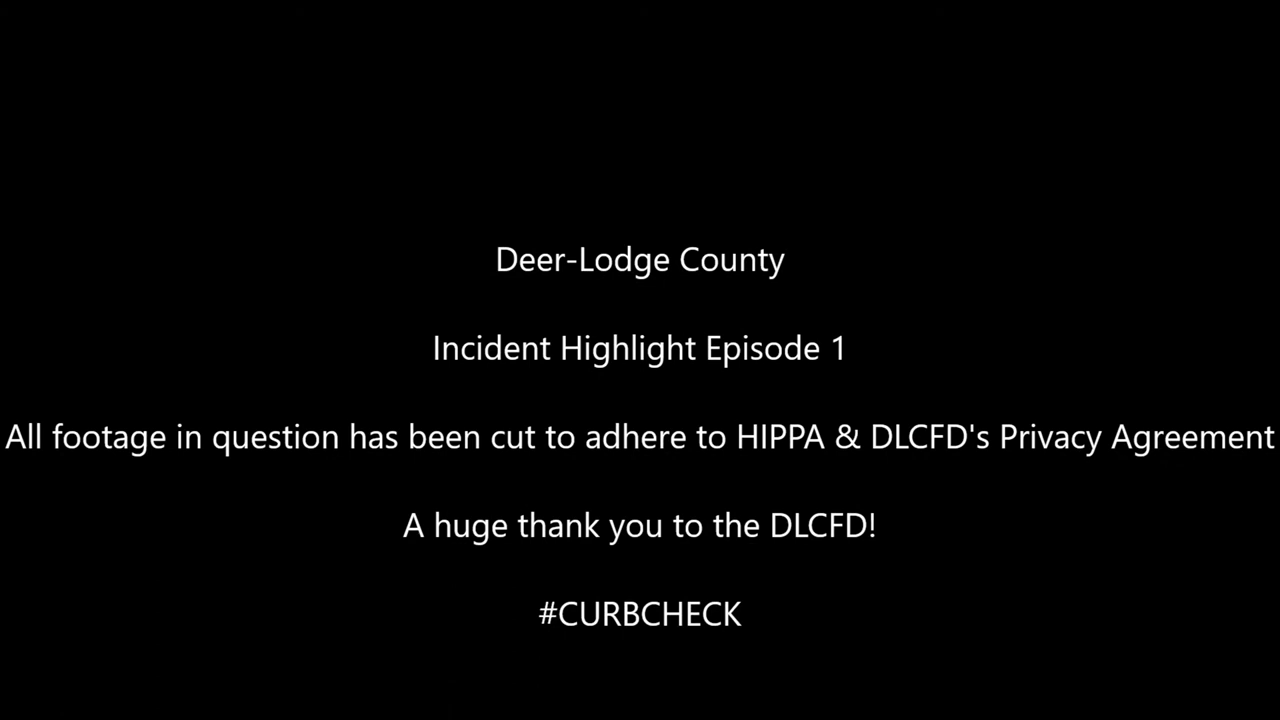 Deer-Lodge County
Incident Highlight Episode 1
All footage in question has been cut to adhere to HIPPA & DLCFD's Privacy Agreement
A huge thank you to the DLCFD!
#CURBCHECK